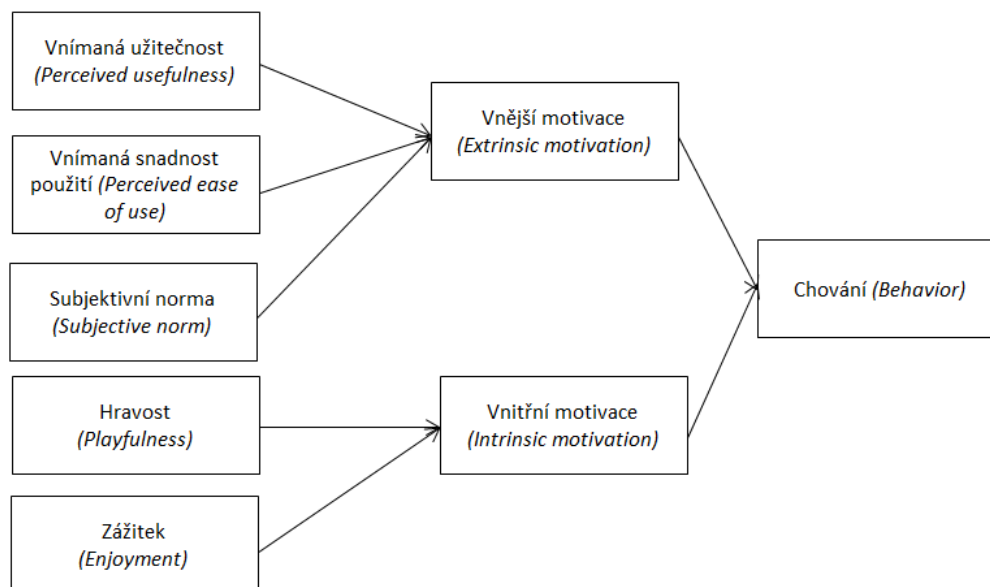 Vnímaná užitečnost
(Perceived usefulness)
Vnímaná snadnost
použití (Perceived ease
of use)
Subjektivní norma
(Subjective norm)
Hravost
(Playfulness)
Zážitek
(Enjoyment)
Vnější motivace
(Extrinsic motivation)
Vnitřní motivace
(Intrinsic motivation)
Chování (Behavior)